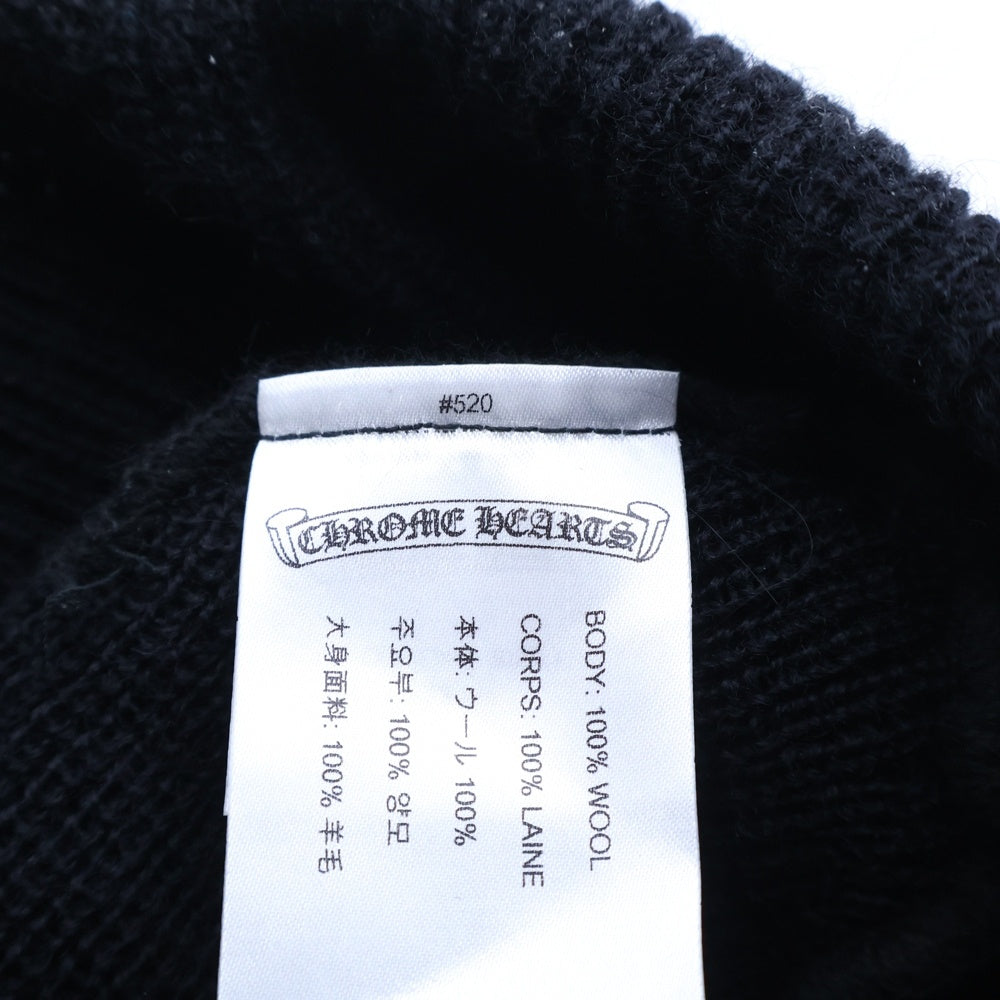 #520
CHROME HEARTS
BODY: 100% WOOL
CORPS: 100% LAINE
本体: ウール 100%
주요부: 100% 양모
大身面料: 100% 羊毛